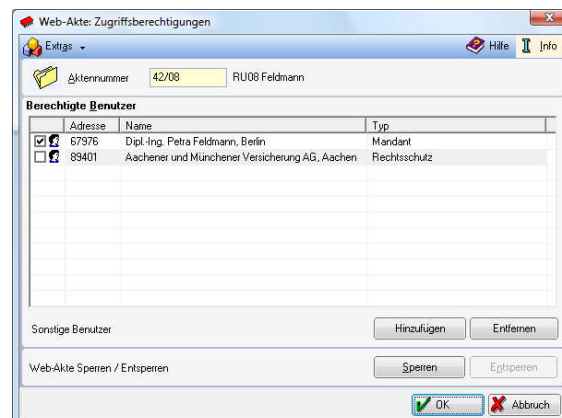 Web-Akte: Zugriffsberechtigungen
Extras
Hilfe
Info
Aktennummer 42/08 RU08 Feldmann
Berechtigte Benutzer
Adresse Name Typ
67976 Dipl.-Ing. Petra Feldmann, Berlin Mandant
89401 Aachener und Münchener Versicherung AG, Aachen Rechtsschutz
Sonstige Benutzer Hinzufügen Entfernen
Web-Akte Sperren / Entsperren Sperren Entsperren
OK Abbruch